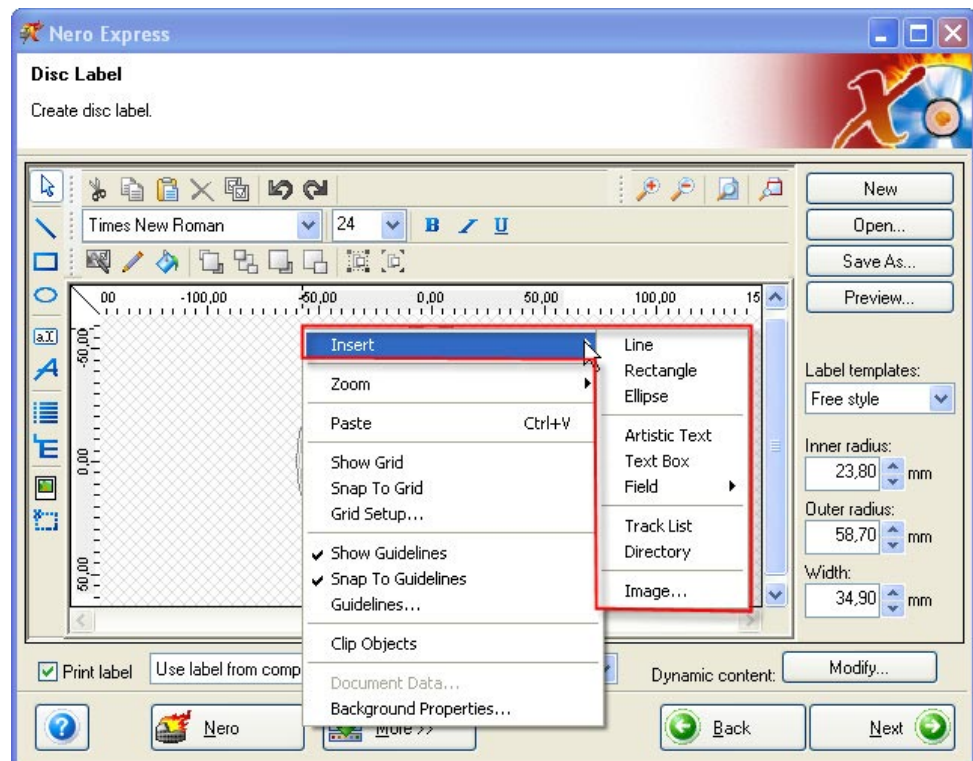 Nero Express
Disc Label
Create disc label.
X
New
Times New Roman 24 B I U
Open...
Save As...
00 -100,00 -50,00 0,00 50,00 100,00 15
Preview...
-50,00
0,00
50,00
aI
A
E
Insert
Zoom
Paste Ctrl+V
Show Grid
Snap To Grid
Grid Setup...
Show Guidelines
Snap To Guidelines
Guidelines...
Clip Objects
Document Data...
Background Properties...
Line
Rectangle
Ellipse
Artistic Text
Text Box
Field
Track List
Directory
Image...
Label templates:
Free style
Inner radius:
23,80 mm
Outer radius:
58,70 mm
Width:
34,90 mm
Print label Use label from comp
Dynamic content: Modify...
? Nero More >> Back Next